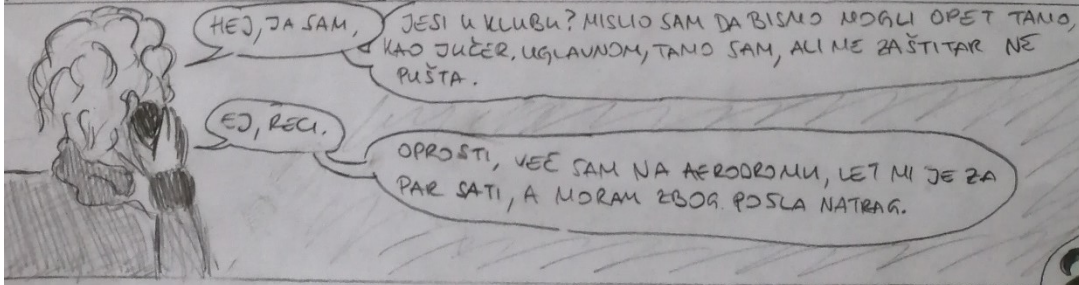 HEJ, JA SAM,
JESI U KLUBU? MISLIO SAM DA BISMO MOGLI OPET TAMO,
KAO JUČER. UGLAVNOM, TAMO SAM, ALI ME ZAŠTITAR NE
PUŠTA.
EJ, RECI.
OPROSTI, VEĆ SAM NA AERODROMU, LET MI JE ZA
PAR SATI, A MORAM ZBOG POSLA NATRAG.